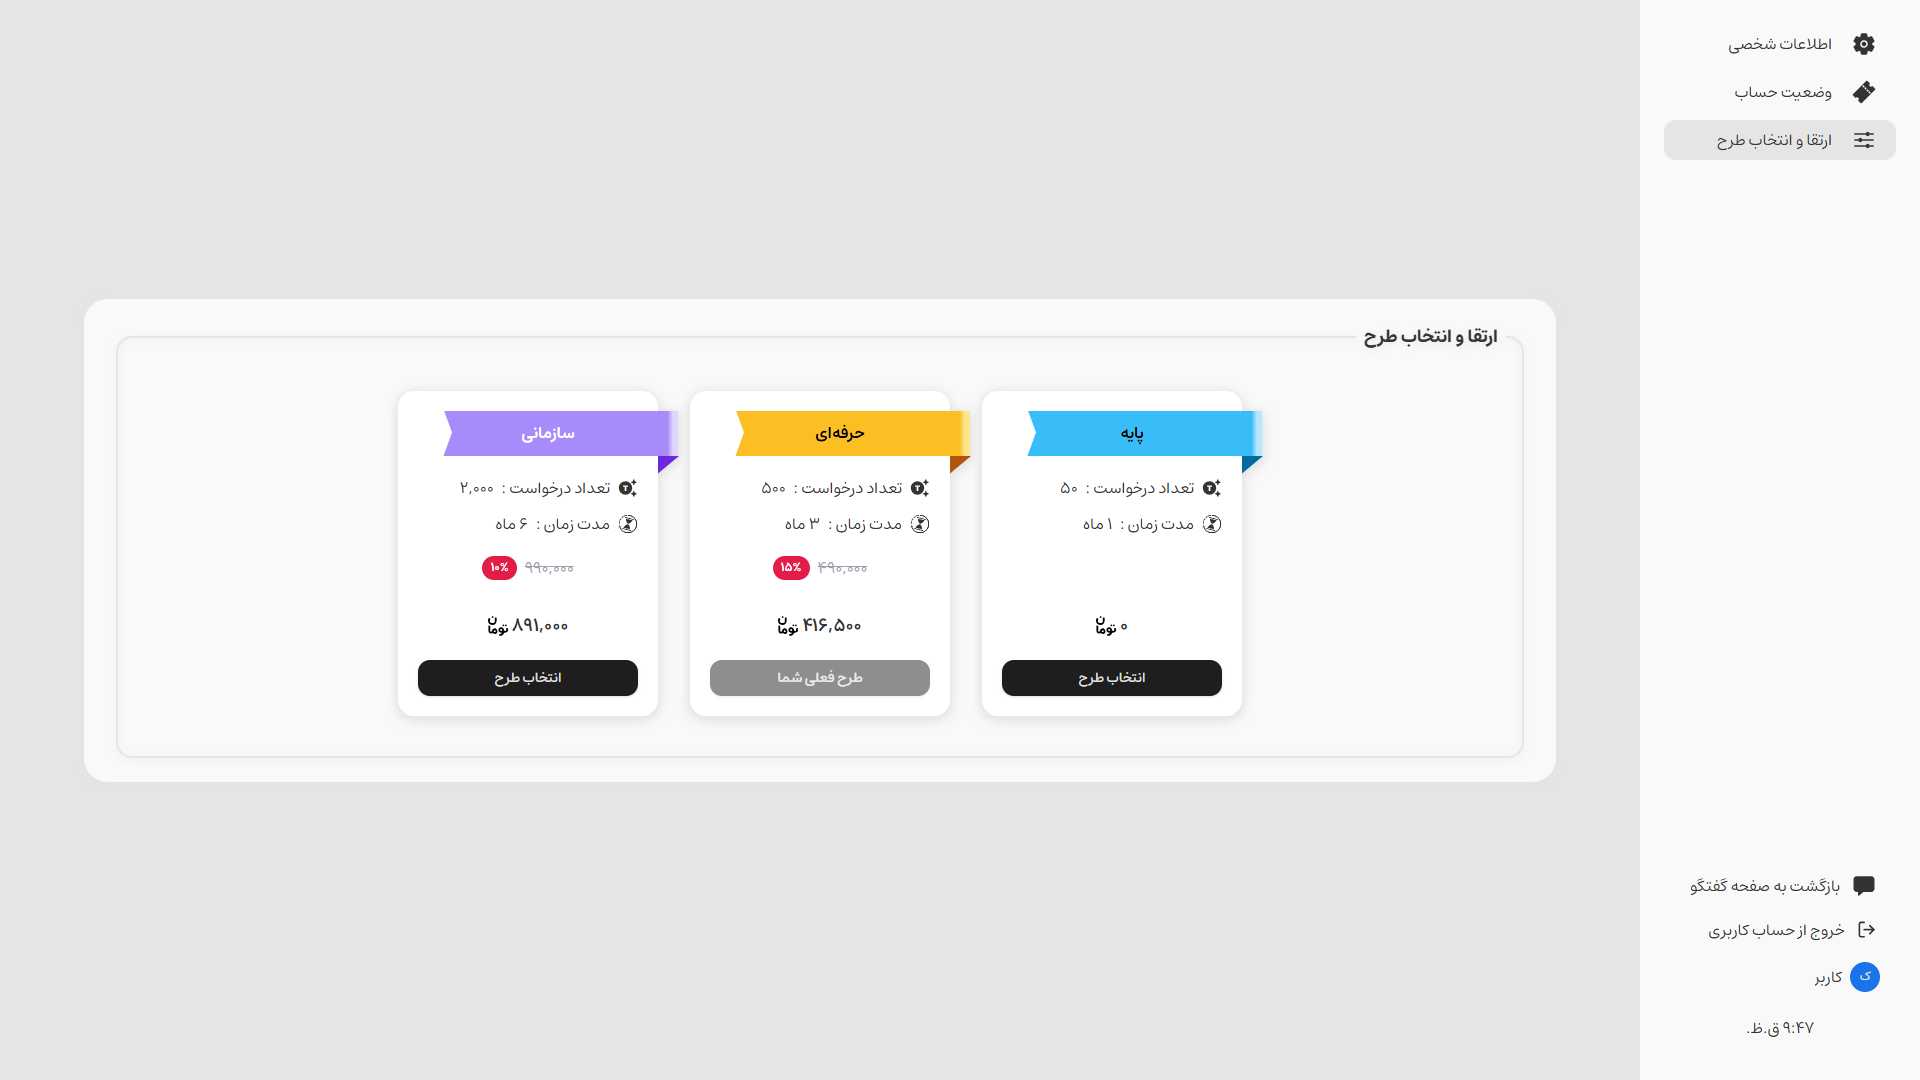 اطلاعات شخصی
وضعیت حساب
ارتقا و انتخاب طرح
ارتقا و انتخاب طرح
پایه
تعداد درخواست : ۵۰
مدت زمان : ۱ ماه
۰ تومان
انتخاب طرح
حرفه‌ای
تعداد درخواست : ۵۰۰
مدت زمان : ۳ ماه
۴۹۰,۰۰۰ ۱۵%
۴۱۶,۵۰۰ تومان
طرح فعلی شما
سازمانی
تعداد درخواست : ۲,۰۰۰
مدت زمان : ۶ ماه
۹۹۰,۰۰۰ ۱۰%
۸۹۱,۰۰۰ تومان
انتخاب طرح
بازگشت به صفحه گفتگو
خروج از حساب کاربری
ک کاربر
۹:۴۷ ق.ظ.